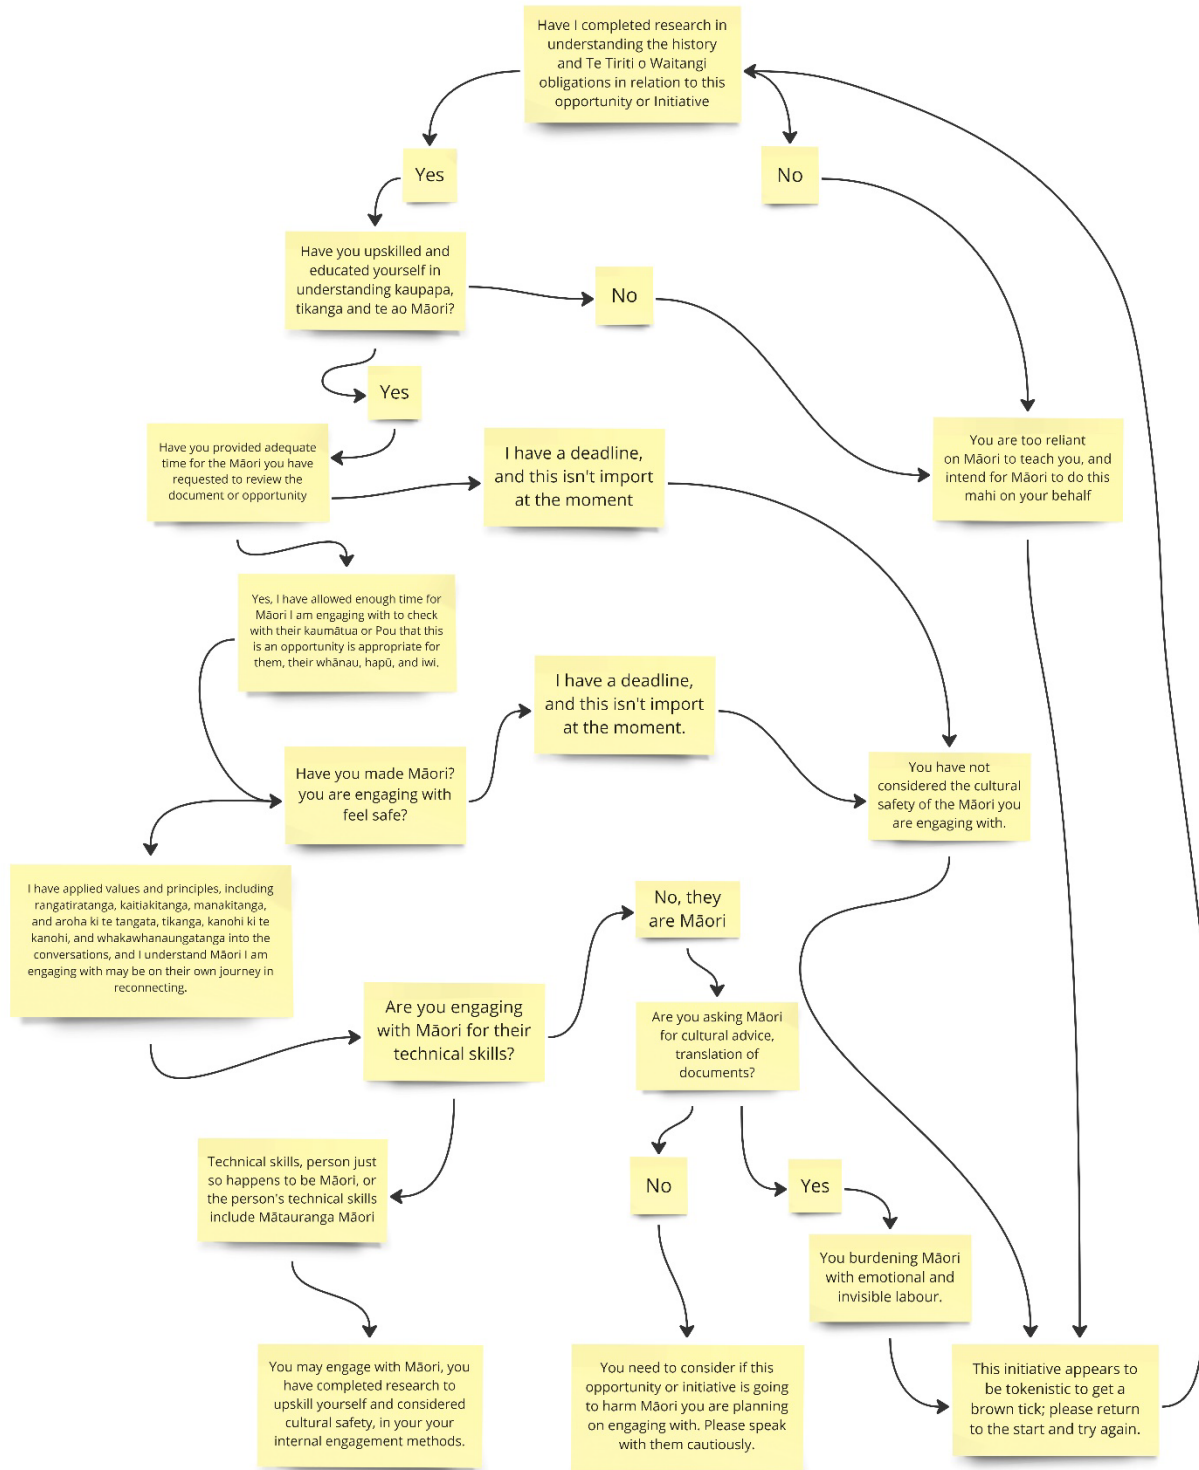 Have I completed research in
understanding the history
and Te Tiriti o Waitangi
obligations in relation to this
opportunity or Initiative
Yes
No
Have you upskilled and
educated yourself in
understanding kaupapa,
tikanga and te ao Māori?
No
Yes
Have you provided adequate
time for the Māori you have
requested to review the
document or opportunity
I have a deadline,
and this isn't import
at the moment
You are too reliant
on Māori to teach you, and
intend for Māori to do this
mahi on your behalf
Yes, I have allowed enough time for
Māori I am engaging with to check
with their kaumātua or Pou that this
is an opportunity is appropriate for
them, their whānau, hapū, and iwi.
I have a deadline,
and this isn't import
at the moment.
Have you made Māori?
you are engaging with
feel safe?
You have not
considered the cultural
safety of the Māori you
are engaging with.
I have applied values and principles, including
rangatiratanga, kaitiakitanga, manakitanga,
and aroha ki te tangata, tikanga, kanohi ki te
kanohi, and whakawhanaungatanga into the
conversations, and I understand Māori I am
engaging with may be on their own journey in
reconnecting.
No, they
are Māori
Are you engaging
with Māori for their
technical skills?
Are you asking Māori
for cultural advice,
translation of
documents?
Technical skills, person just
so happens to be Māori, or
the person's technical skills
include Mātauranga Māori
No
Yes
You burdening Māori
with emotional and
invisible labour.
You may engage with Māori, you
have completed research to
upskill yourself and considered
cultural safety, in your your
internal engagement methods.
You need to consider if this
opportunity or initiative is going
to harm Māori you are planning
on engaging with. Please speak
with them cautiously.
This initiative appears to
be tokenistic to get a
brown tick; please return
to the start and try again.